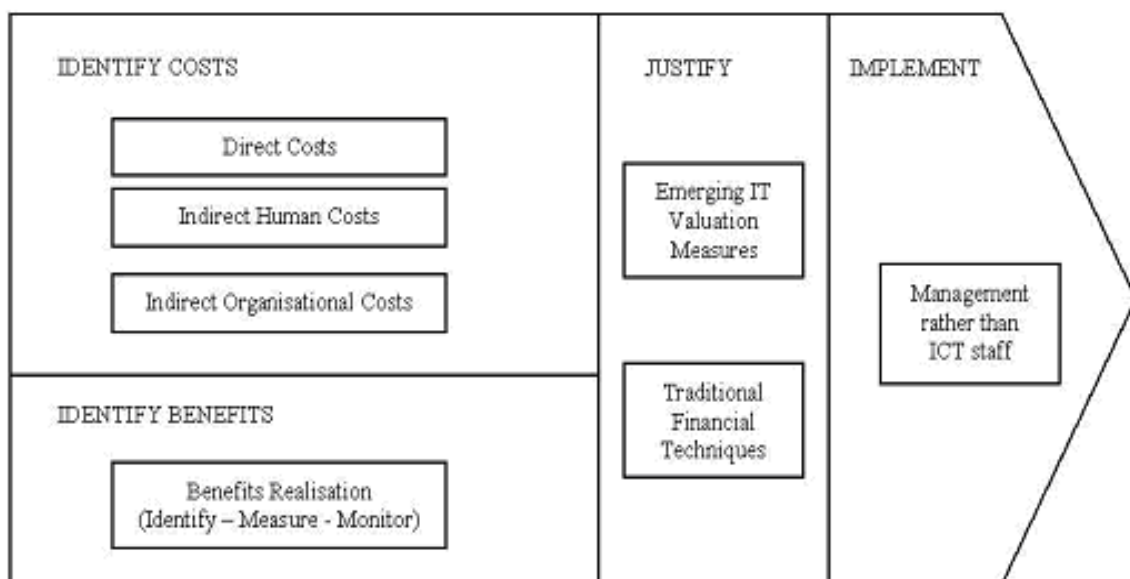 IDENTIFY COSTS
Direct Costs
Indirect Human Costs
Indirect Organisational Costs
IDENTIFY BENEFITS
Benefits Realisation
(Identify – Measure - Monitor)
JUSTIFY
Emerging IT
Valuation
Measures
Traditional
Financial
Techniques
IMPLEMENT
Management
rather than
ICT staff